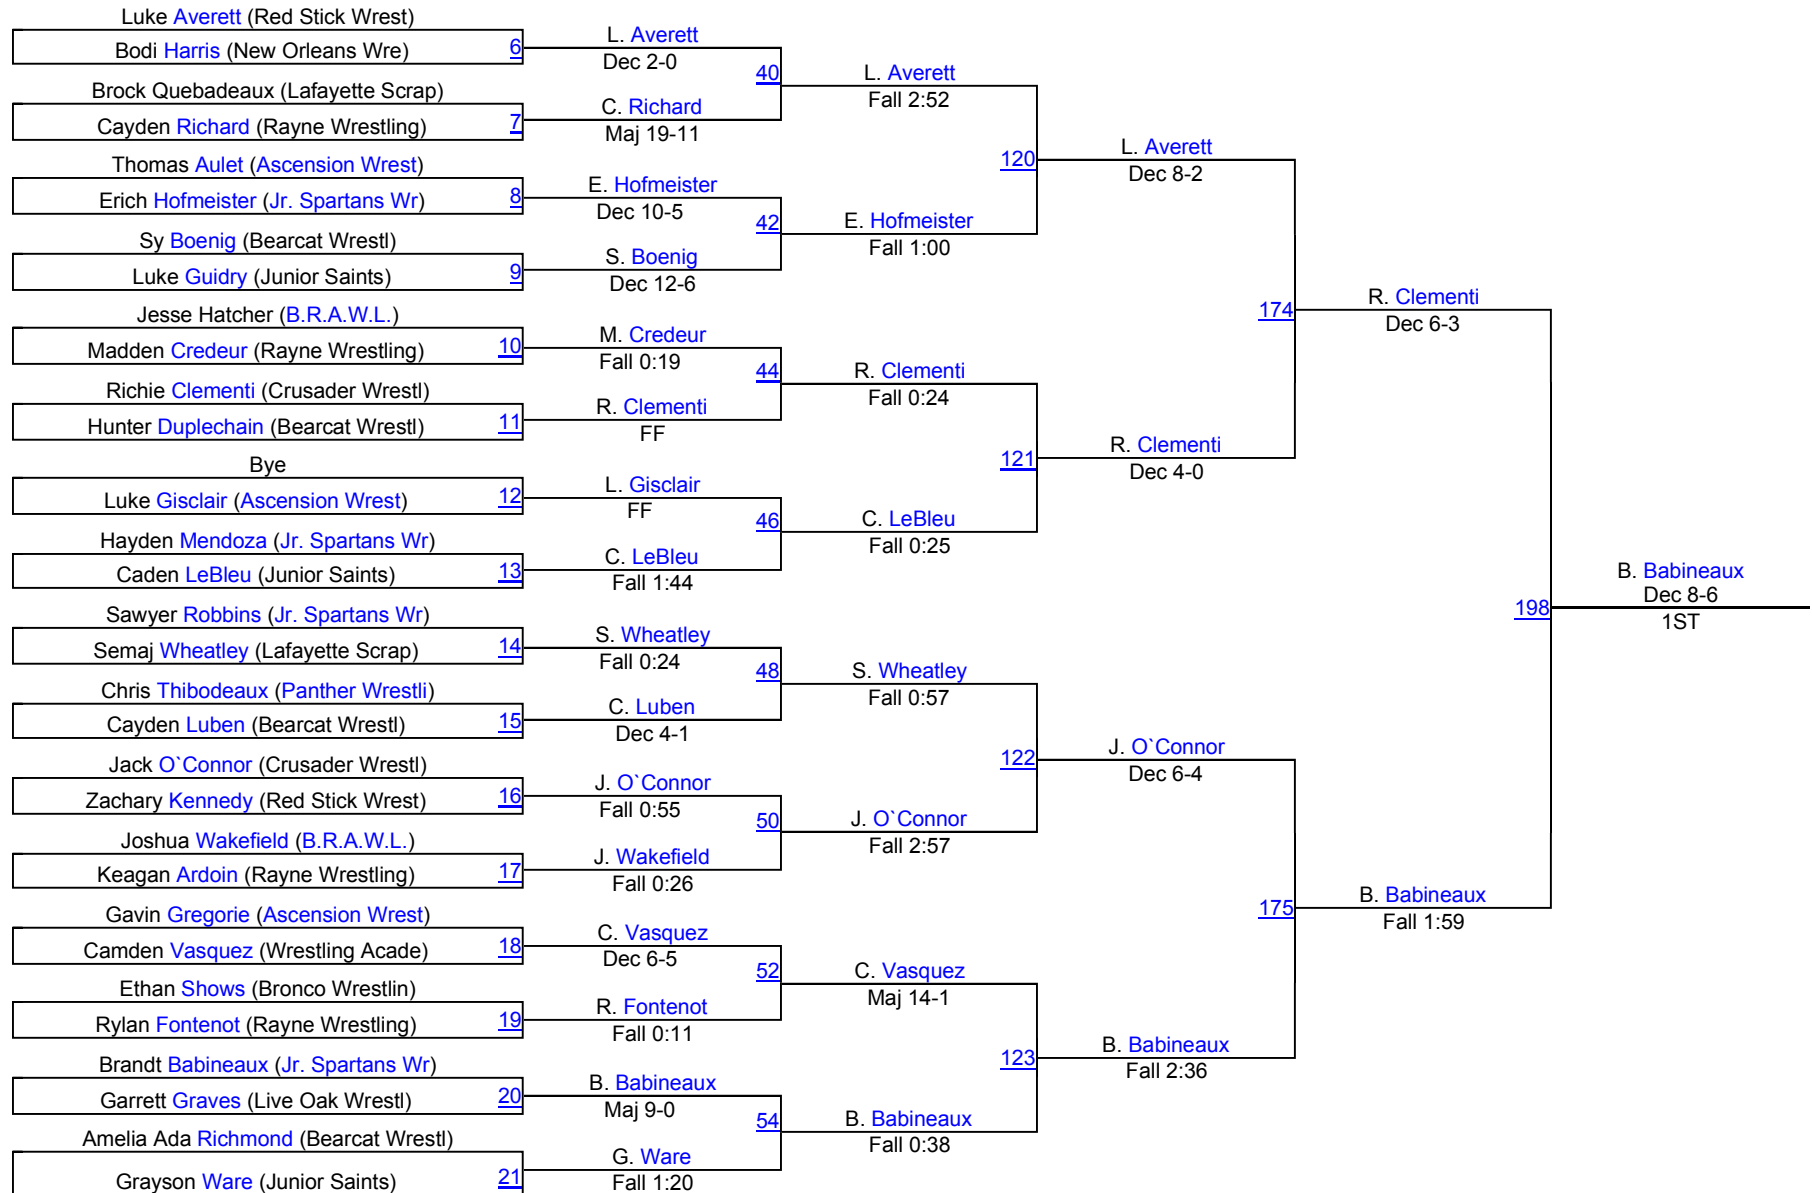 Luke Averett (Red Stick Wrest)
Bodi Harris (New Orleans Wre) 6
Brock Quebadeaux (Lafayette Scrap)
Cayden Richard (Rayne Wrestling) 7
Thomas Aulet (Ascension Wrest)
Erich Hofmeister (Jr. Spartans Wr) 8
Sy Boenig (Bearcat Wrestl)
Luke Guidry (Junior Saints) 9
Jesse Hatcher (B.R.A.W.L.)
Madden Credeur (Rayne Wrestling) 10
Richie Clementi (Crusader Wrestl)
Hunter Duplechain (Bearcat Wrestl) 11
Bye
Luke Gisclair (Ascension Wrest) 12
Hayden Mendoza (Jr. Spartans Wr)
Caden LeBleu (Junior Saints) 13
Sawyer Robbins (Jr. Spartans Wr)
Semaj Wheatley (Lafayette Scrap) 14
Chris Thibodeaux (Panther Wrestli)
Cayden Luben (Bearcat Wrestl) 15
Jack O`Connor (Crusader Wrestl)
Zachary Kennedy (Red Stick Wrest) 16
Joshua Wakefield (B.R.A.W.L.)
Keagan Ardoin (Rayne Wrestling) 17
Gavin Gregorie (Ascension Wrest)
Camden Vasquez (Wrestling Acade) 18
Ethan Shows (Bronco Wrestlin)
Rylan Fontenot (Rayne Wrestling) 19
Brandt Babineaux (Jr. Spartans Wr)
Garrett Graves (Live Oak Wrestl) 20
Amelia Ada Richmond (Bearcat Wrestl)
Grayson Ware (Junior Saints) 21
L. Averett
Dec 2-0
40
C. Richard
Maj 19-11
E. Hofmeister
Dec 10-5
42
S. Boenig
Dec 12-6
M. Credeur
Fall 0:19
44
R. Clementi
FF
L. Gisclair
FF
46
C. LeBleu
Fall 1:44
S. Wheatley
Fall 0:24
48
C. Luben
Dec 4-1
J. O`Connor
Fall 0:55
50
J. Wakefield
Fall 0:26
C. Vasquez
Dec 6-5
52
R. Fontenot
Fall 0:11
B. Babineaux
Maj 9-0
54
G. Ware
Fall 1:20
L. Averett
Fall 2:52
120
E. Hofmeister
Fall 1:00
R. Clementi
Fall 0:24
121
C. LeBleu
Fall 0:25
S. Wheatley
Fall 0:57
122
J. O`Connor
Fall 2:57
C. Vasquez
Maj 14-1
123
B. Babineaux
Fall 0:38
L. Averett
Dec 8-2
174
R. Clementi
Dec 4-0
J. O`Connor
Dec 6-4
175
B. Babineaux
Fall 2:36
R. Clementi
Dec 6-3
198
B. Babineaux
Fall 1:59
B. Babineaux
Dec 8-6
1ST